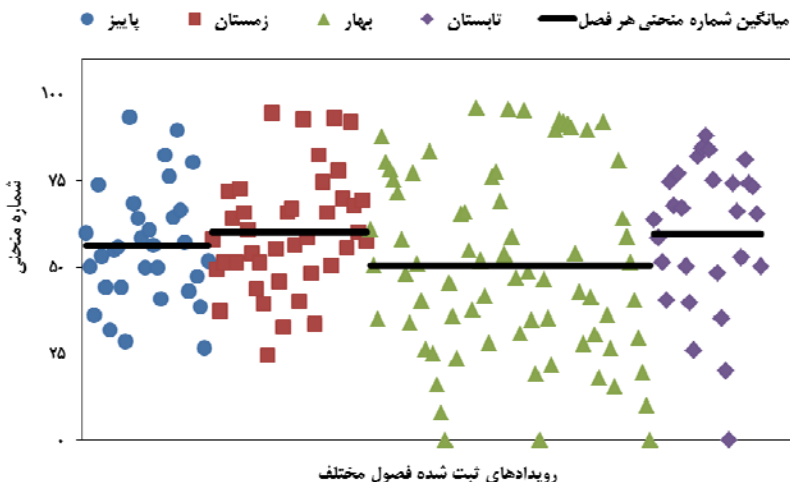 پاییز زمستان بهار تابستان میانگین شماره منحنی هر فصل
۱۰۰
۷۵
۵۰
۲۵
۰
شماره منحنی
رویدادهای ثبت شده فصول مختلف